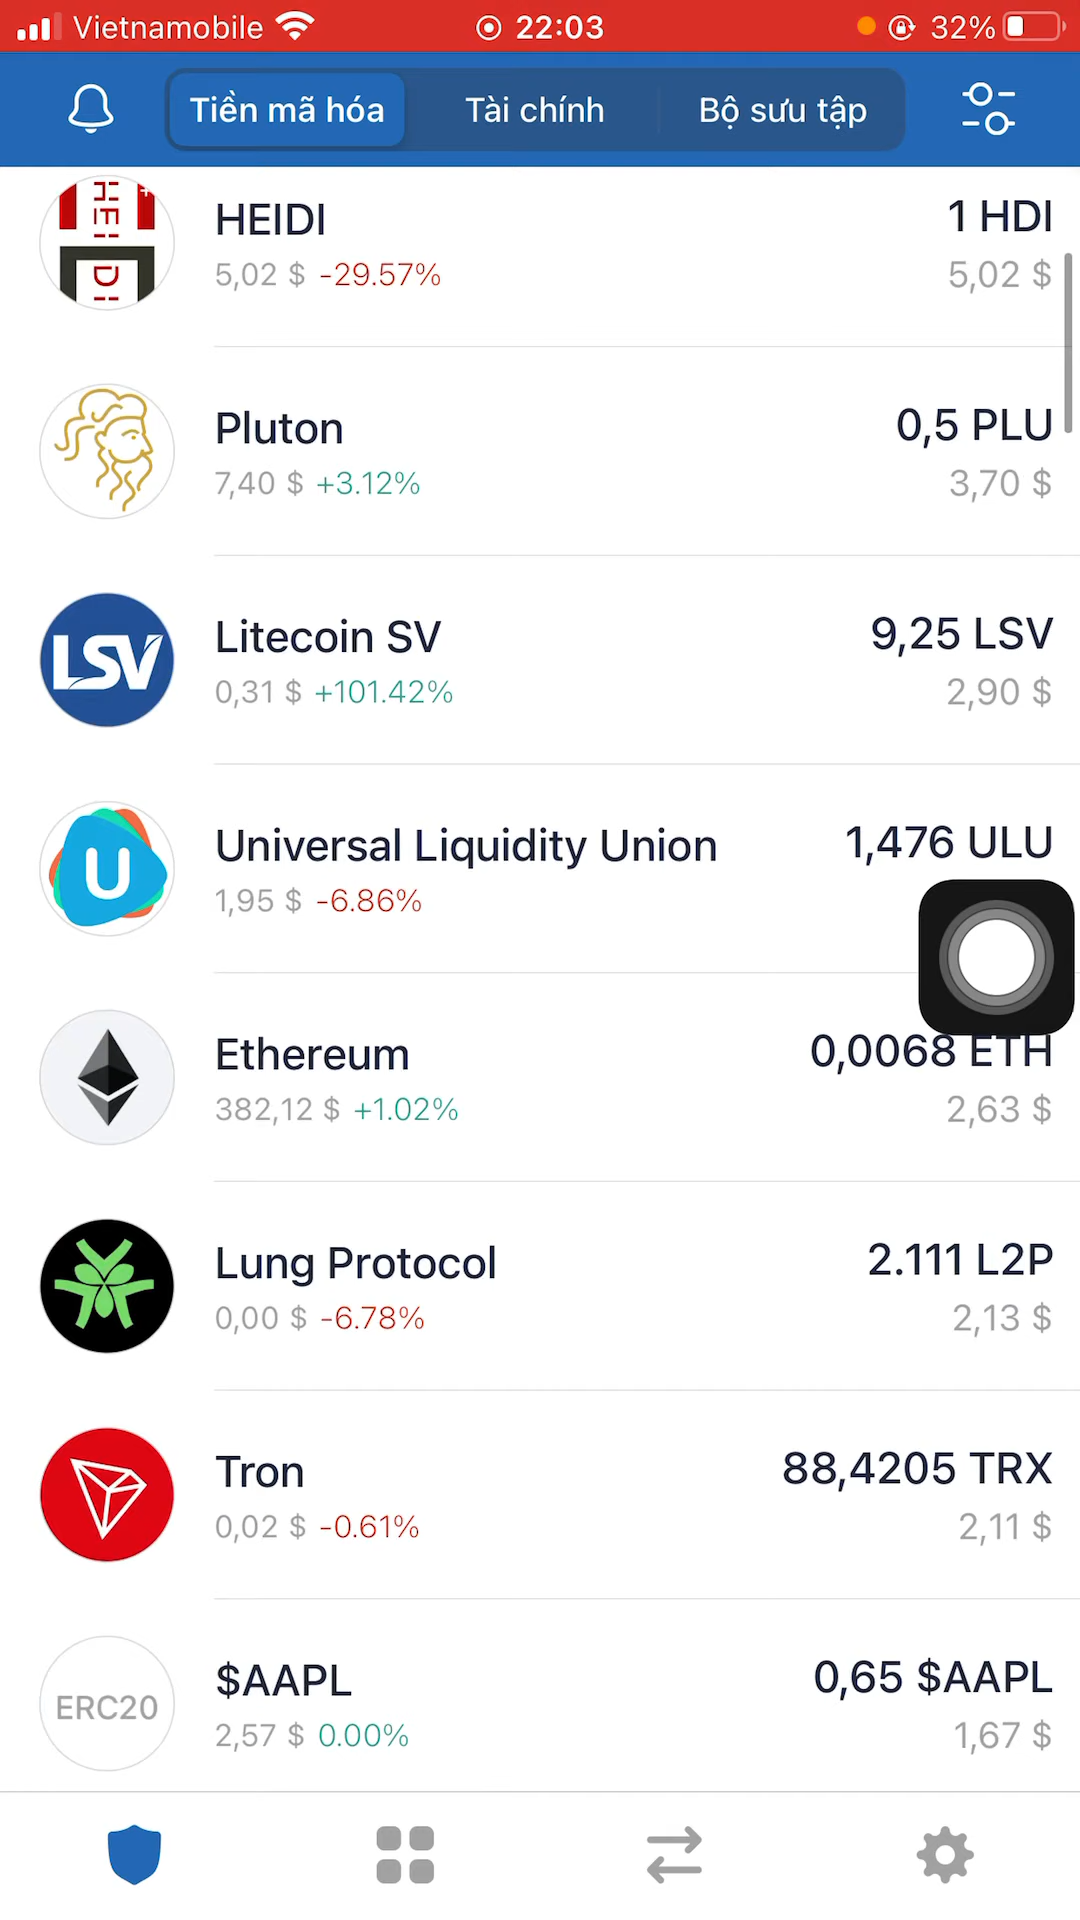 Vietnamobile 22:03 32%
Tiền mã hóa Tài chính Bộ sưu tập
HEIDI 1 HDI
5,02 $ -29.57% 5,02 $
Pluton 0,5 PLU
7,40 $ +3.12% 3,70 $
LSV
Litecoin SV 9,25 LSV
0,31 $ +101.42% 2,90 $
U
Universal Liquidity Union 1,476 ULU
1,95 $ -6.86%
Ethereum 0,0068 ETH
382,12 $ +1.02% 2,63 $
Lung Protocol 2.111 L2P
0,00 $ -6.78% 2,13 $
Tron 88,4205 TRX
0,02 $ -0.61% 2,11 $
ERC20
$AAPL 0,65 $AAPL
2,57 $ 0.00% 1,67 $